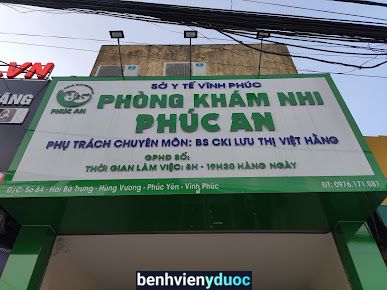 .VN
PHÚC AN
SỞ Y TẾ VĨNH PHÚC
PHÒNG KHÁM NHI
PHÚC AN
PHỤ TRÁCH CHUYÊN MÔN: BS CKI LƯU THỊ VIỆT HẰNG
GPHĐ SỐ:
THỜI GIAN LÀM VIỆC: 8H - 19H30 HÀNG NGÀY
Đ/C: Số 84 - Hai Bà Trưng - Hùng Vương - Phúc Yên - Vĩnh Phúc
ĐT: 0976.171.087
benhvienyduoc